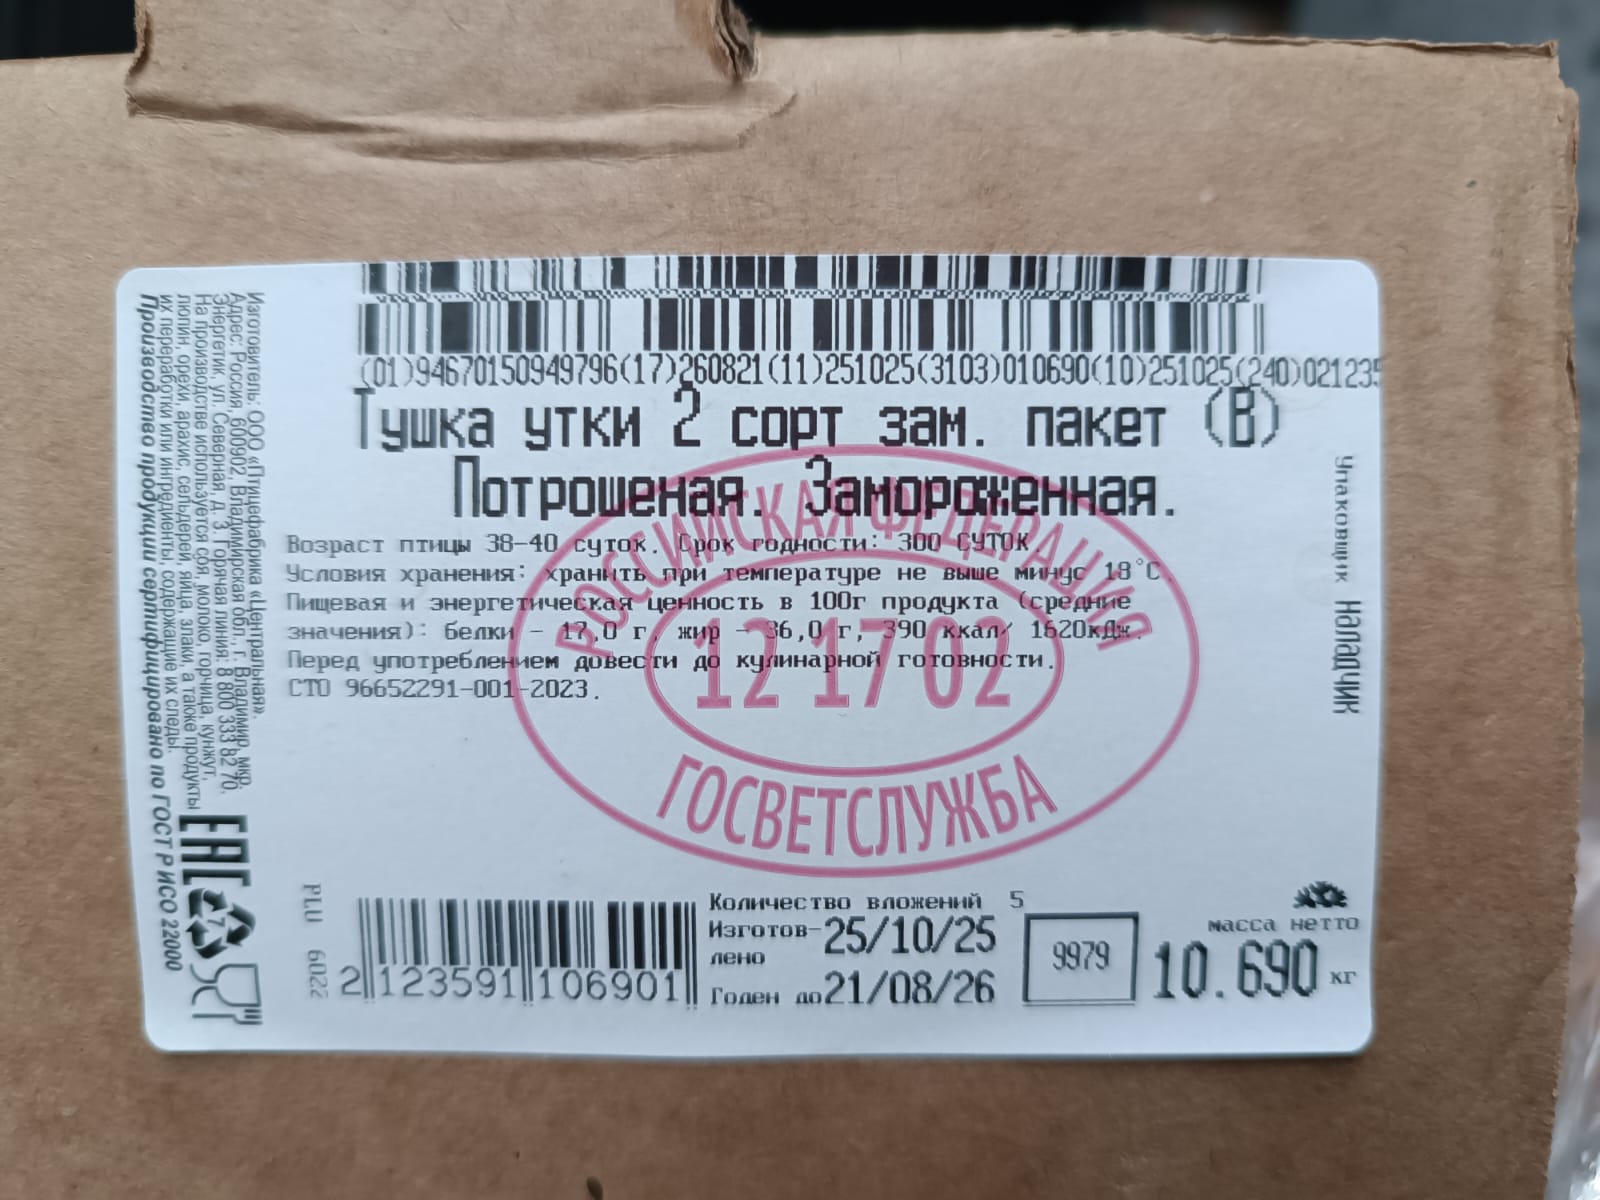 (01)94670150949796(17)260821(11)251025(3103)010690(10)251025(240)021235
Тушка утки 2 сорт зам. пакет (В)
Потрошеная. Замороженная.
Возраст птицы 38-40 суток. Срок годности: 300 СУТОК
Условия хранения: хранить при температуре не выше минус 18°С.
Пищевая и энергетическая ценность в 100г продукта (средние
значения): белки - 17,0 г, жир - 36,0 г, 390 ккал/ 1620кДж.
Перед употреблением довести до кулинарной готовности.
СТО 96652291-001-2023.
РОССИЙСКАЯ ФЕДЕРАЦИЯ
12 17 02
ГОСВЕТСЛУЖБА
Изготовитель: ООО «Птицефабрика «Центральная».
Адрес: Россия, 600902, Владимирская обл., г. Владимир, мкр.
Энергетик, ул. Северная, д. 3. Горячая линия: 8 800 333 82 70.
На производстве используется соя, молоко, горчица, кунжут,
люпин, орехи, арахис, сельдерей, яйца, злаки, а также продукты
их переработки или ингредиенты, содержащие их следы.
Производство продукции сертифицировано по ГОСТ Р ИСО 22000
EAC
7
Упаковщик НАЛАДЧИК
PLU 6022
2 123591 106901
Количество вложений 5
Изготов-
лено 25/10/25
Годен до 21/08/26
9979
масса нетто
10.690 кг